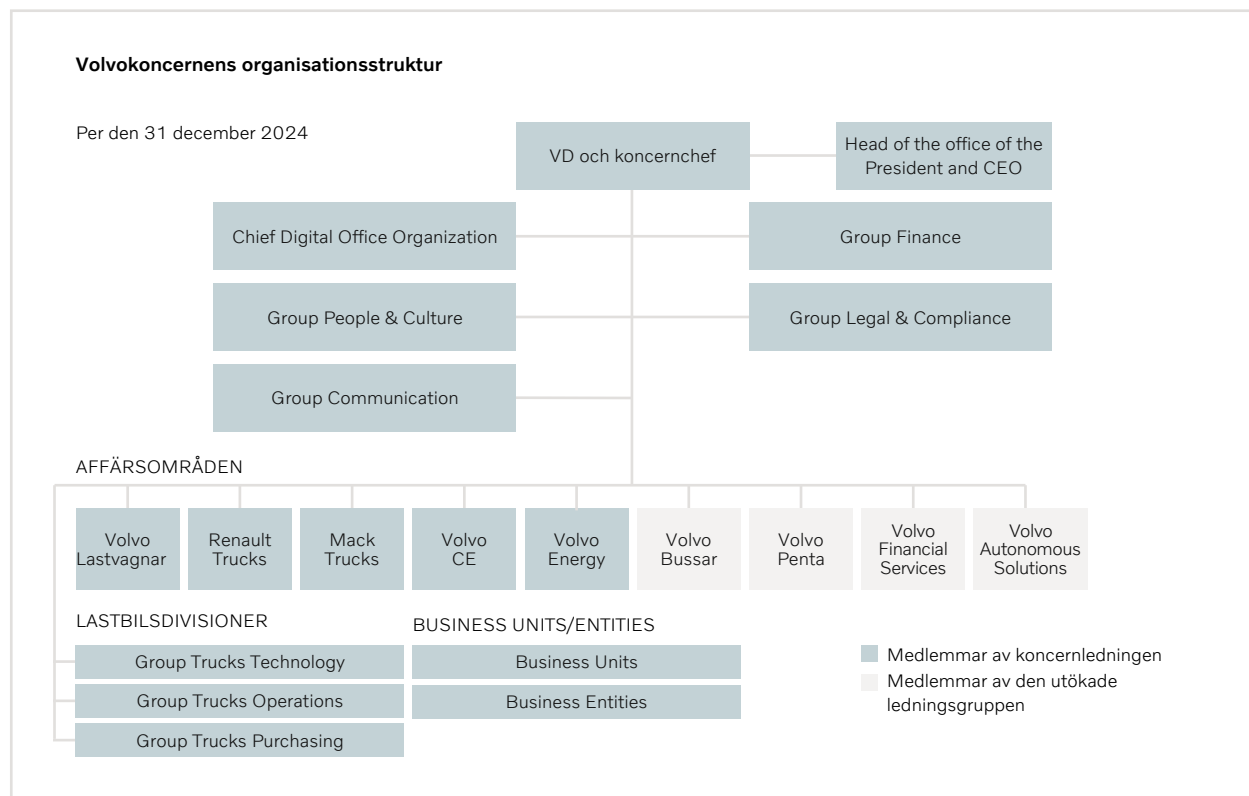 Volvokoncernens organisationsstruktur
Per den 31 december 2024
VD och koncernchef
Head of the office of the
President and CEO
Chief Digital Office Organization
Group Finance
Group People & Culture
Group Legal & Compliance
Group Communication
AFFÄRSOMRÅDEN
Volvo
Lastvagnar
Renault
Trucks
Mack
Trucks
Volvo
CE
Volvo
Energy
Volvo
Bussar
Volvo
Penta
Volvo
Financial
Services
Volvo
Autonomous
Solutions
LASTBILSDIVISIONER
Group Trucks Technology
Group Trucks Operations
Group Trucks Purchasing
BUSINESS UNITS/ENTITIES
Business Units
Business Entities
Medlemmar av koncernledningen
Medlemmar av den utökade
ledningsgruppen